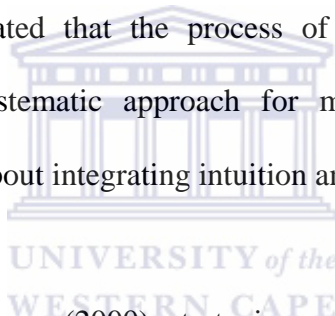 ated that the process of
stematic approach for m
bout integrating intuition an
UNIVERSITY of the
WESTERN CAPE
(2000) strategic